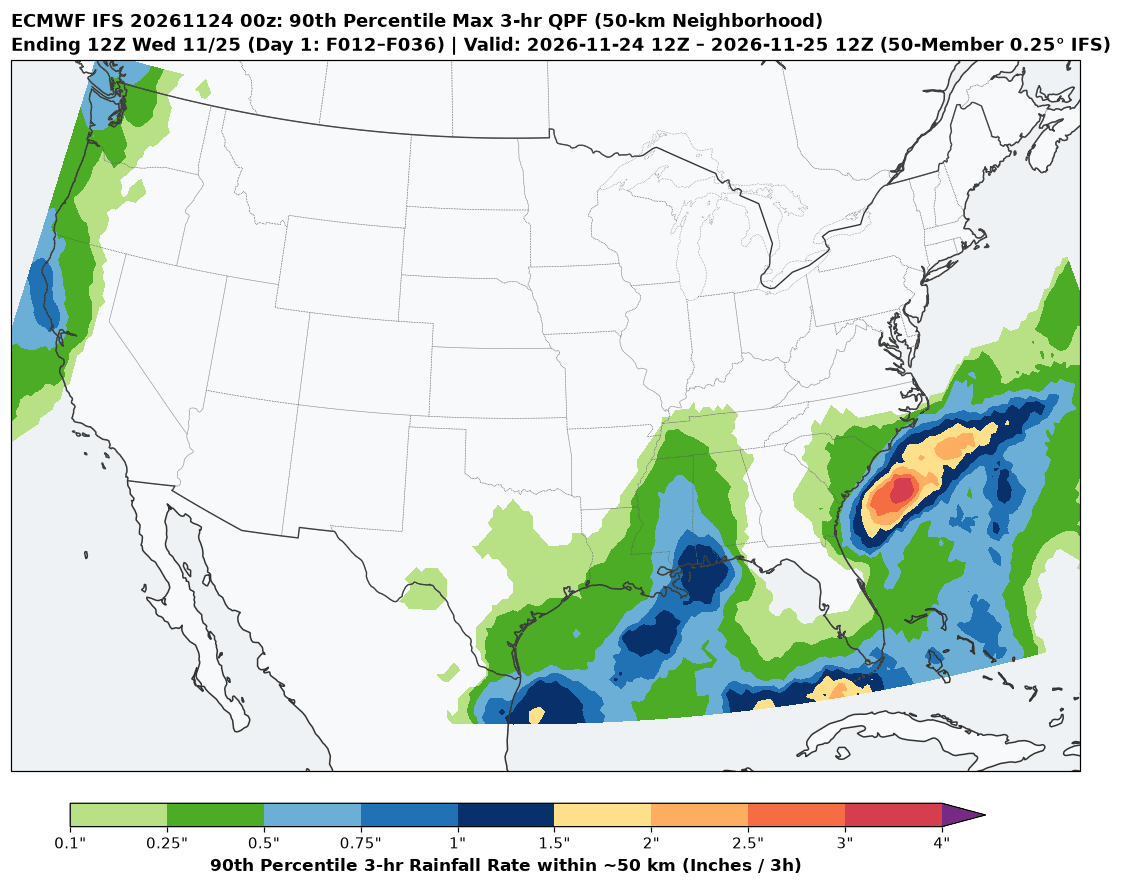 ECMWF IFS 20261124 00z: 90th Percentile Max 3-hr QPF (50-km Neighborhood)
Ending 12Z Wed 11/25 (Day 1: F012–F036) | Valid: 2026-11-24 12Z – 2026-11-25 12Z (50-Member 0.25° IFS)
0.1" 0.25" 0.5" 0.75" 1" 1.5" 2" 2.5" 3" 4"
90th Percentile 3-hr Rainfall Rate within ~50 km (Inches / 3h)